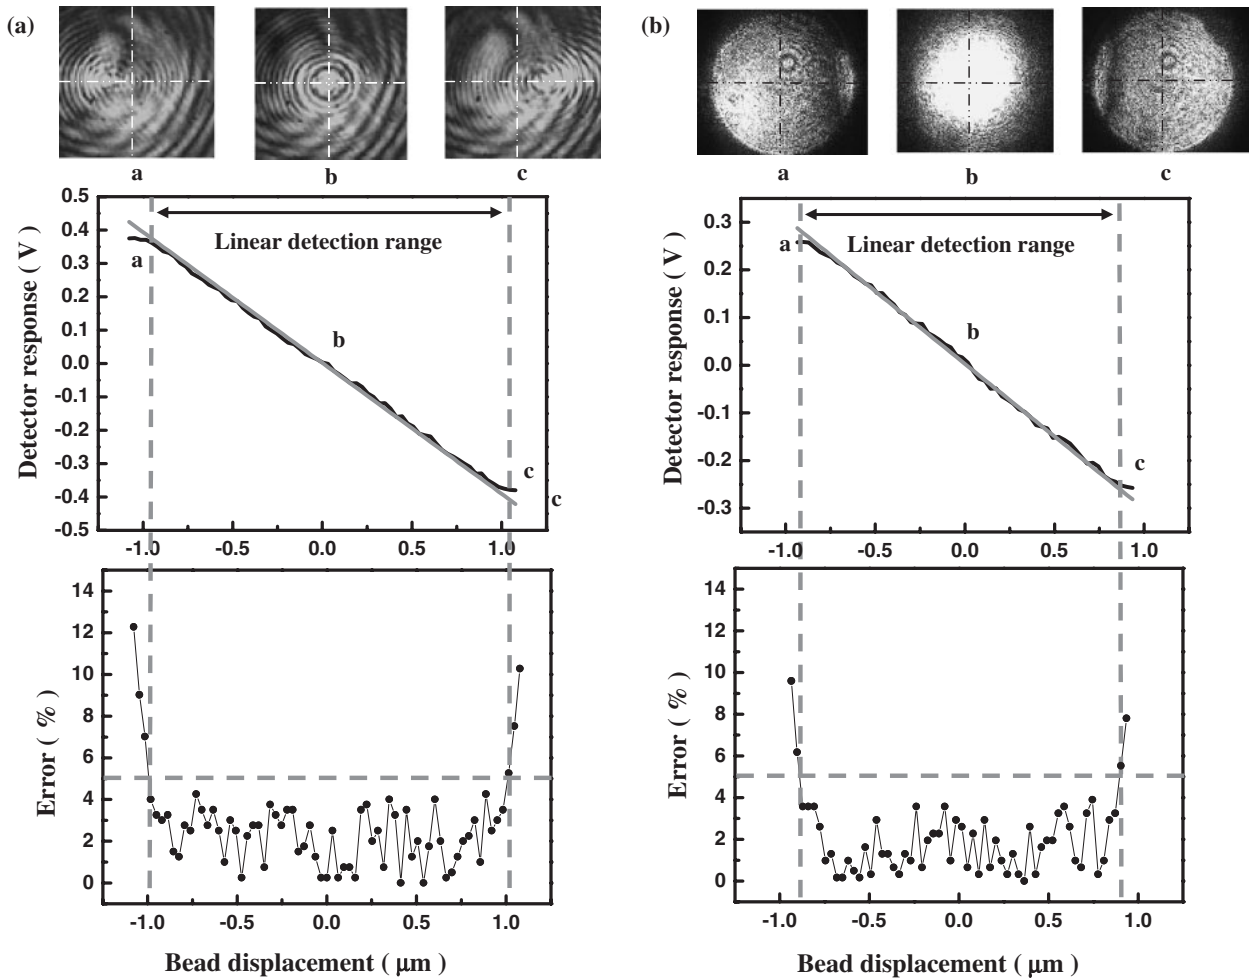 (a)
a
b
c
0.5
0.4
0.3
0.2
0.1
0.0
-0.1
-0.2
-0.3
-0.4
-0.5
Detector response ( V )
Linear detection range
a
b
c
c
-1.0
-0.5
0.0
0.5
1.0
14
12
10
8
6
4
2
0
Error ( % )
-1.0
-0.5
0.0
0.5
1.0
Bead displacement ( μm )
(b)
a
b
c
0.3
0.2
0.1
0.0
-0.1
-0.2
-0.3
Detector response ( V )
Linear detection range
a
b
c
-1.0
-0.5
0.0
0.5
1.0
14
12
10
8
6
4
2
0
Error ( % )
-1.0
-0.5
0.0
0.5
1.0
Bead displacement ( μm )